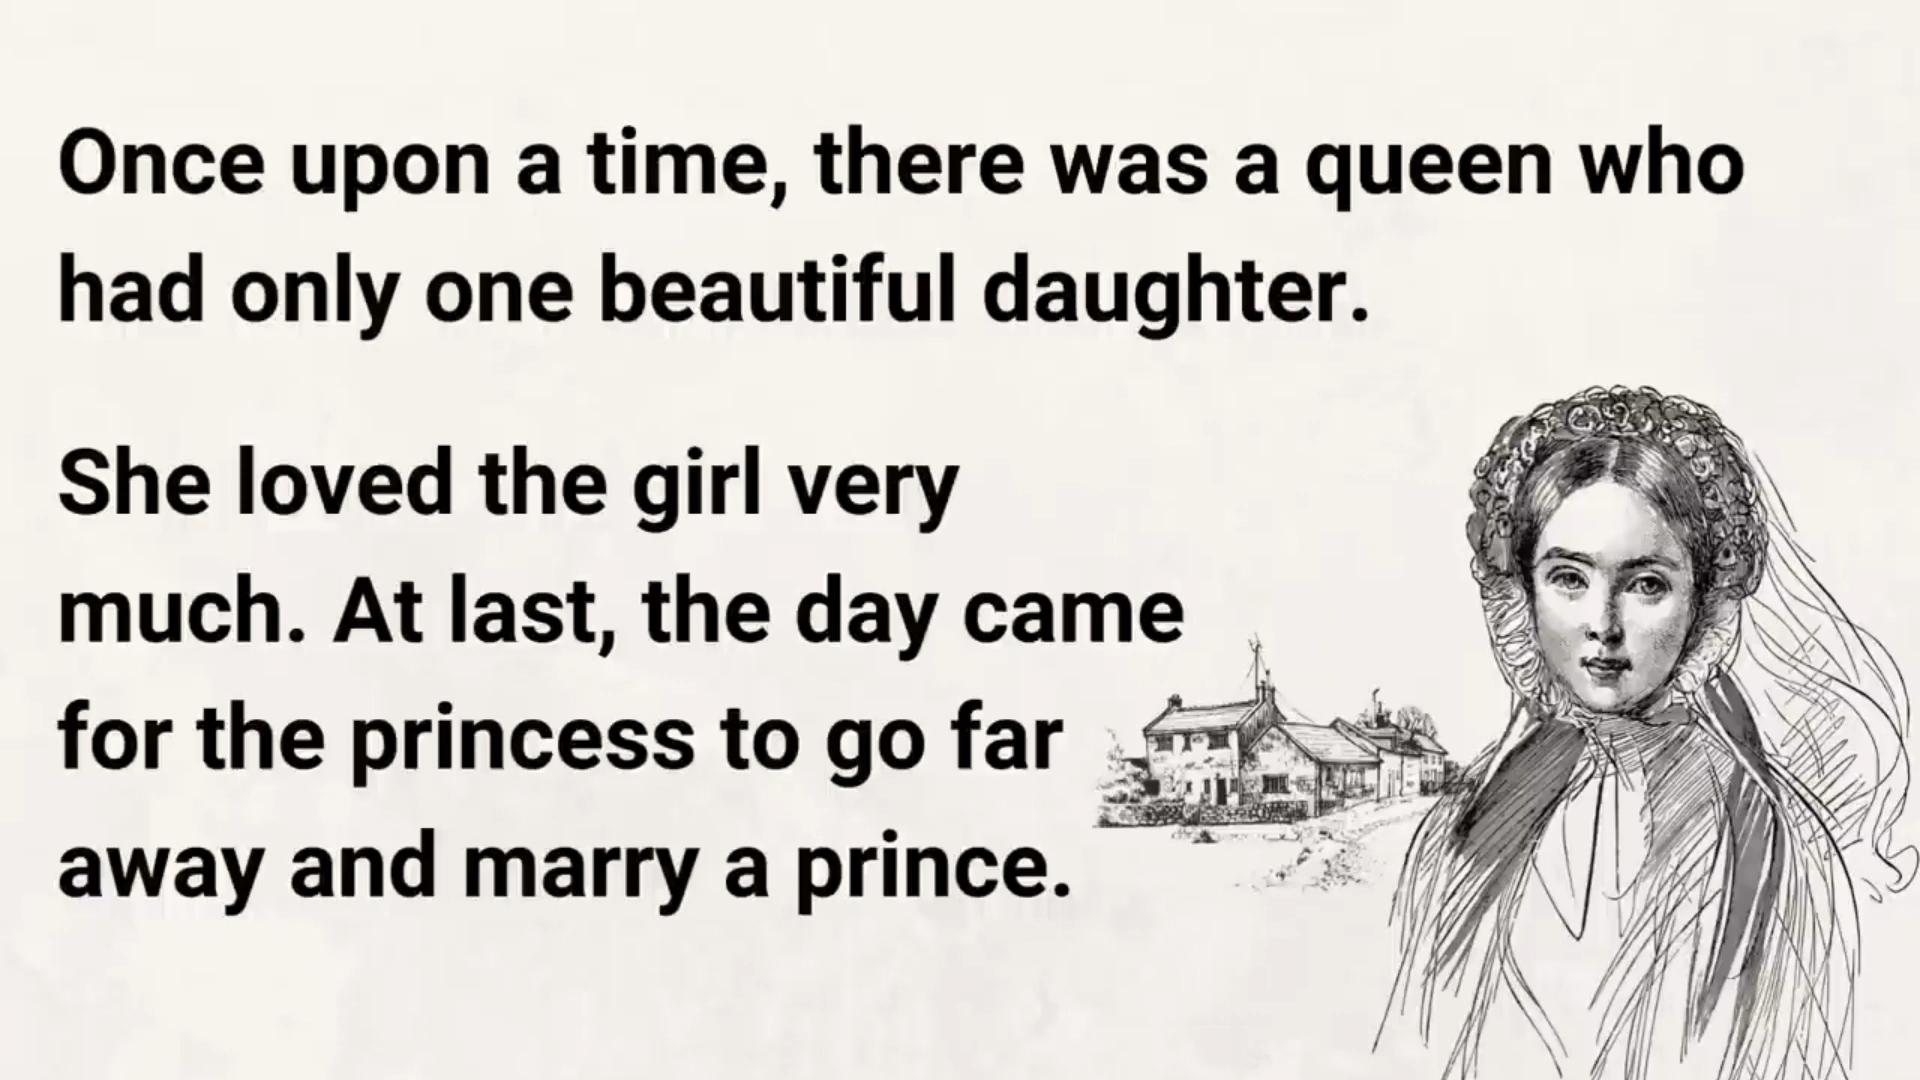 Once upon a time, there was a queen who
had only one beautiful daughter.
She loved the girl very
much. At last, the day came
for the princess to go far
away and marry a prince.